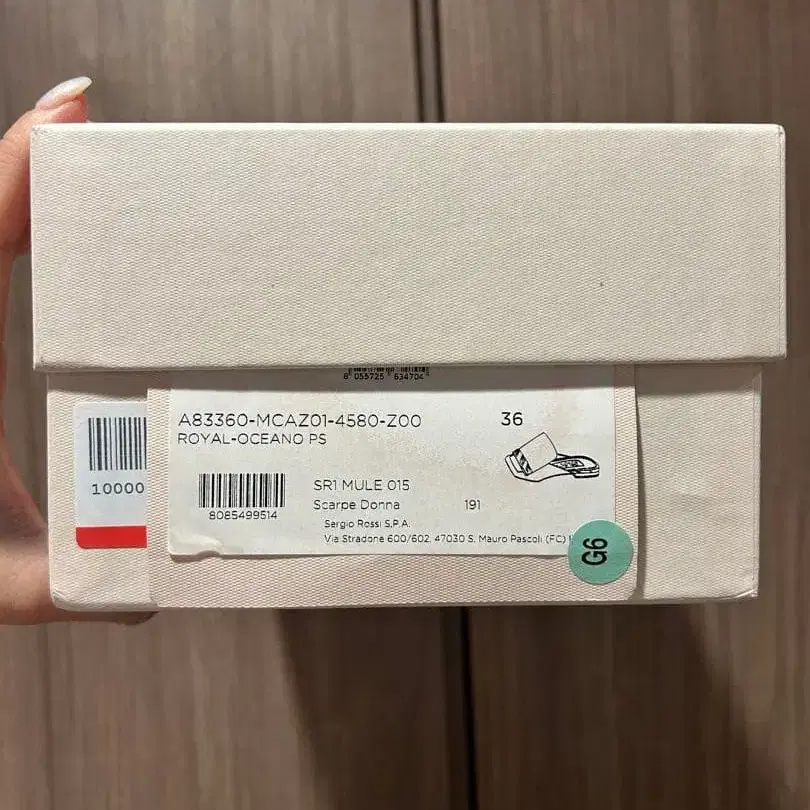 8 055725 634704
A83360-MCAZ01-4580-Z00 36
ROYAL-OCEANO PS
10000
SR1 MULE 015
8085499514
Scarpe Donna 191
Sergio Rossi S.P.A.
Via Stradone 600/602, 47030 S. Mauro Pascoli (FC)
G6